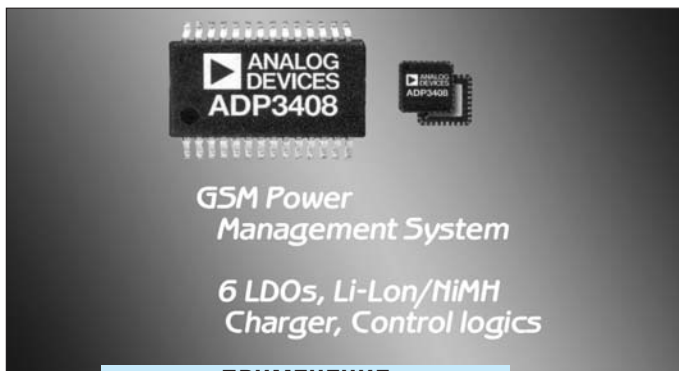 ANALOG
DEVICES
ADP3408
ANALOG
DEVICES
ADP3408
GSM Power
Management System
6 LDOs, Li-Lon/NiMH
Charger, Control logics